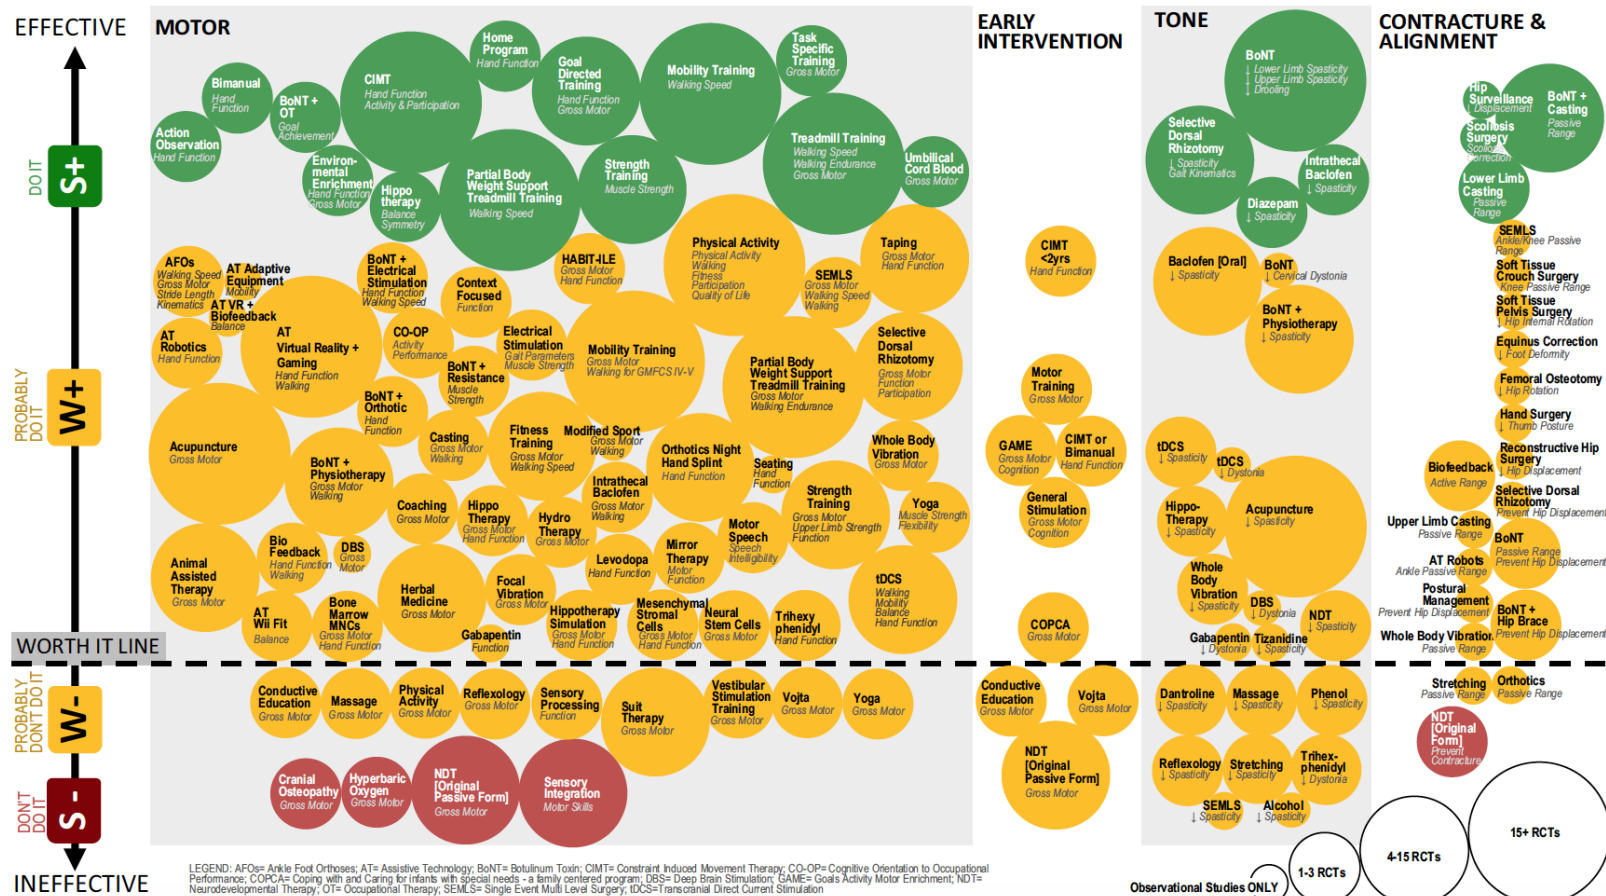 EFFECTIVE
DO IT
S+
PROBABLY
DO IT
W+
WORTH IT LINE
PROBABLY
DON'T DO IT
W-
DON'T
DO IT
S -
INEFFECTIVE
MOTOR
Bimanual
Hand
Function
BoNT +
OT
Goal
Achievement
CIMT
Hand Function
Activity & Participation
Home
Program
Hand Function
Goal
Directed
Training
Hand Function
Gross Motor
Mobility Training
Walking Speed
Task
Specific
Training
Gross Motor
Action
Observation
Hand Function
Environ-
mental
Enrichment
Hand Function
Gross Motor
Hippo
therapy
Balance
Symmetry
Partial Body
Weight Support
Treadmill Training
Walking Speed
Strength
Training
Muscle Strength
Treadmill Training
Walking Speed
Walking Endurance
Gross Motor
Umbilical
Cord Blood
Gross Motor
AFOs
Walking Speed
Gross Motor
Stride Length
Kinematics
AT Adaptive
Equipment
Mobility
AT VR +
Biofeedback
Balance
BoNT +
Electrical
Stimulation
Hand Function
Walking Speed
Context
Focused
Function
HABIT-ILE
Gross Motor
Hand Function
Physical Activity
Physical Activity
Walking
Fitness
Participation
Quality of Life
SEMLS
Gross Motor
Walking Speed
Walking
Taping
Gross Motor
Hand Function
AT
Robotics
Hand Function
AT
Virtual Reality +
Gaming
Hand Function
Walking
CO-OP
Activity
Performance
Electrical
Stimulation
Gait Parameters
Muscle Strength
BoNT +
Resistance
Muscle
Strength
Mobility Training
Gross Motor
Walking for GMFCS IV-V
Partial Body
Weight Support
Treadmill Training
Gross Motor
Walking Endurance
Selective
Dorsal
Rhizotomy
Gross Motor
Function
Participation
BoNT +
Orthotic
Hand
Function
Acupuncture
Gross Motor
BoNT +
Physiotherapy
Gross Motor
Walking
Casting
Gross Motor
Walking
Fitness
Training
Gross Motor
Walking Speed
Modified Sport
Gross Motor
Walking
Orthotics Night
Hand Splint
Hand Function
Seating
Hand
Function
Whole Body
Vibration
Gross Motor
Coaching
Gross Motor
Hippo
Therapy
Gross Motor
Hand Function
Hydro
Therapy
Gross Motor
Intrathecal
Baclofen
Gross Motor
Walking
Strength
Training
Gross Motor
Upper Limb Strength
Function
Yoga
Muscle Strength
Flexibility
Animal
Assisted
Therapy
Gross Motor
Bio
Feedback
Hand Function
Walking
DBS
Gross
Motor
Levodopa
Hand Function
Mirror
Therapy
Motor
Function
Motor
Speech
Speech
Intelligibility
AT
Wii Fit
Balance
Bone
Marrow
MNCs
Gross Motor
Hand Function
Herbal
Medicine
Gross Motor
Focal
Vibration
Gross Motor
Gabapentin
Function
Hippotherapy
Simulation
Gross Motor
Hand Function
Mesenchymal
Stromal
Cells
Gross Motor
Hand Function
Neural
Stem Cells
Gross Motor
Trihexy
phenidyl
Hand Function
tDCS
Walking
Mobility
Balance
Hand Function
Conductive
Education
Gross Motor
Massage
Gross Motor
Physical
Activity
Gross Motor
Reflexology
Gross Motor
Sensory
Processing
Function
Suit
Therapy
Gross Motor
Vestibular
Stimulation
Training
Gross Motor
Vojta
Gross Motor
Yoga
Gross Motor
Cranial
Osteopathy
Gross Motor
Hyperbaric
Oxygen
Gross Motor
NDT
[Original
Passive Form]
Gross Motor
Sensory
Integration
Motor Skills
EARLY
INTERVENTION
CIMT
<2yrs
Hand Function
Motor
Training
Gross Motor
GAME
Gross Motor
Cognition
CIMT or
Bimanual
Hand Function
General
Stimulation
Gross Motor
Cognition
COPCA
Gross Motor
Conductive
Education
Gross Motor
Vojta
Gross Motor
NDT
[Original
Passive Form]
Gross Motor
TONE
BoNT
↓ Lower Limb Spasticity
↓ Upper Limb Spasticity
↓ Drooling
Selective
Dorsal
Rhizotomy
↓ Spasticity
Gait Kinematics
Intrathecal
Baclofen
↓ Spasticity
Diazepam
↓ Spasticity
Baclofen [Oral]
↓ Spasticity
BoNT
↓ Cervical Dystonia
BoNT +
Physiotherapy
↓ Spasticity
tDCS
↓ Spasticity
tDCS
↓ Dystonia
Hippo-
Therapy
↓ Spasticity
Acupuncture
↓ Spasticity
Whole
Body
Vibration
↓ Spasticity
DBS
↓ Dystonia
NDT
↓ Spasticity
Gabapentin
↓ Dystonia
Tizanidine
↓ Spasticity
Dantroline
↓ Spasticity
Massage
↓ Spasticity
Phenol
↓ Spasticity
Reflexology
↓ Spasticity
Stretching
↓ Spasticity
Trihex-
phenidyl
↓ Dystonia
SEMLS
↓ Spasticity
Alcohol
↓ Spasticity
CONTRACTURE &
ALIGNMENT
Hip
Surveillance
↓ Displacement
BoNT +
Casting
Passive
Range
Scoliosis
Surgery
Scoliosis
Correction
Lower Limb
Casting
Passive
Range
SEMLS
Ankle/Knee Passive
Range
Soft Tissue
Crouch Surgery
Knee Passive Range
Soft Tissue
Pelvis Surgery
↓ Hip Internal Rotation
Equinus Correction
↓ Foot Deformity
Femoral Osteotomy
↓ Hip Rotation
Hand Surgery
↓ Thumb Posture
Biofeedback
Active Range
Reconstructive Hip
Surgery
↓ Hip Displacement
Selective Dorsal
Rhizotomy
Prevent Hip Displacement
Upper Limb Casting
Passive Range
BoNT
Passive Range
Prevent Hip Displacement
AT Robots
Ankle Passive Range
Postural
Management
Prevent Hip Displacement
BoNT +
Hip Brace
Prevent Hip Displacement
Whole Body Vibration
Passive Range
Stretching
Passive Range
Orthotics
Passive Range
NDT
[Original
Form]
Prevent
Contracture
Observational Studies ONLY
1-3 RCTs
4-15 RCTs
15+ RCTs
LEGEND: AFOs= Ankle Foot Orthoses; AT= Assistive Technology; BoNT= Botulinum Toxin; CIMT= Constraint Induced Movement Therapy; CO-OP= Cognitive Orientation to Occupational
Performance; COPCA= Coping with and Caring for infants with special needs - a family centered program; DBS= Deep Brain Stimulation; GAME= Goals Activity Motor Enrichment; NDT=
Neurodevelopmental Therapy; OT= Occupational Therapy; SEMLS= Single Event Multi Level Surgery; tDCS=Transcranial Direct Current Stimulation